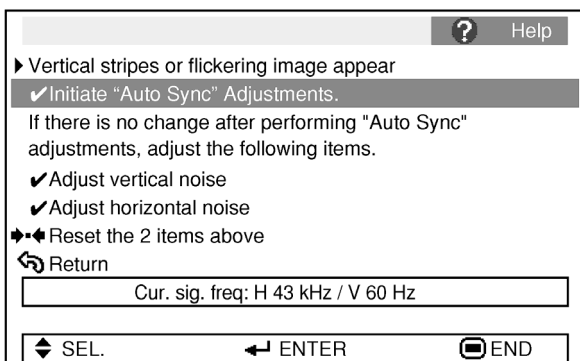 ? Help
Vertical stripes or flickering image appear
✔Initiate “Auto Sync” Adjustments.
If there is no change after performing "Auto Sync"
adjustments, adjust the following items.
✔Adjust vertical noise
✔Adjust horizontal noise
Reset the 2 items above
Return
Cur. sig. freq: H 43 kHz / V 60 Hz
SEL. ENTER END